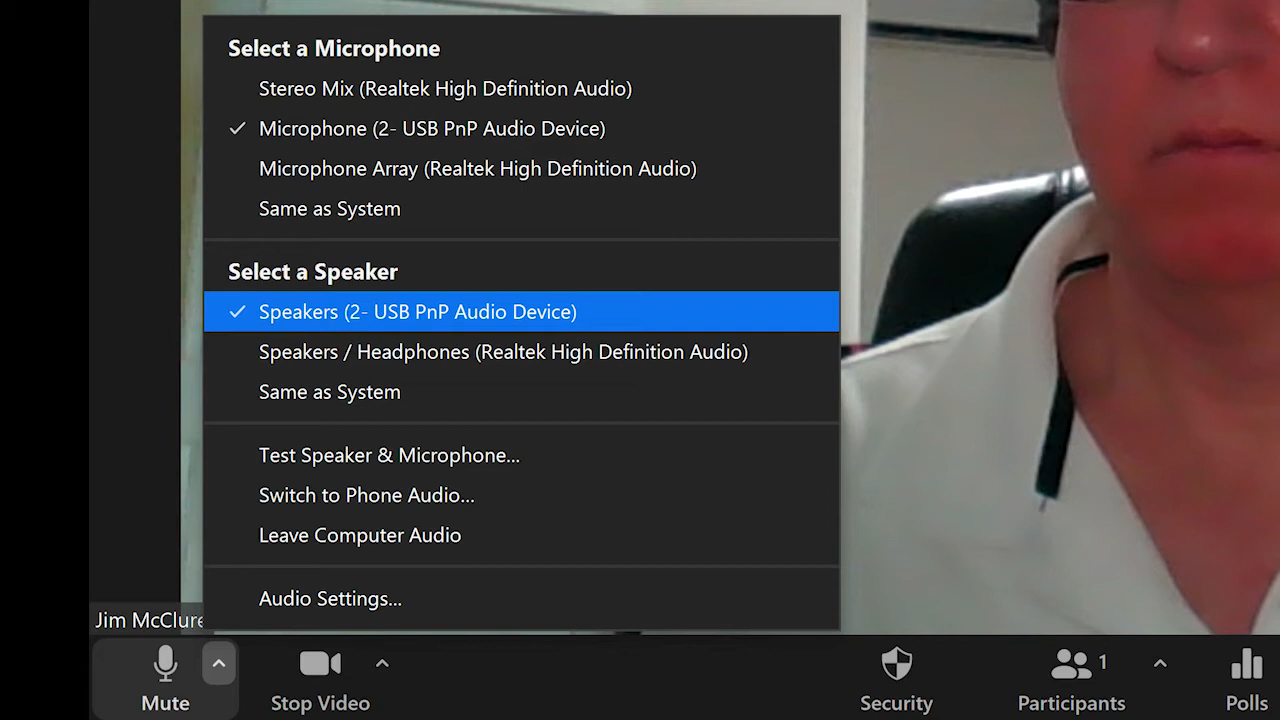 Select a Microphone
Stereo Mix (Realtek High Definition Audio)
Microphone (2- USB PnP Audio Device)
Microphone Array (Realtek High Definition Audio)
Same as System
Select a Speaker
Speakers (2- USB PnP Audio Device)
Speakers / Headphones (Realtek High Definition Audio)
Same as System
Test Speaker & Microphone...
Switch to Phone Audio...
Leave Computer Audio
Audio Settings...
Jim McClure
Mute
Stop Video
Security
1
Participants
Polls